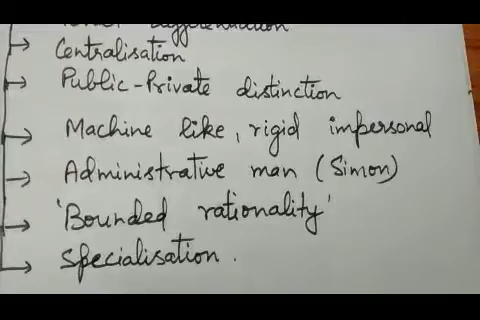 Centralisation
Public-Private distinction
Machine like, rigid impersonal
Administrative man (Simon)
'Bounded rationality'
Specialisation.